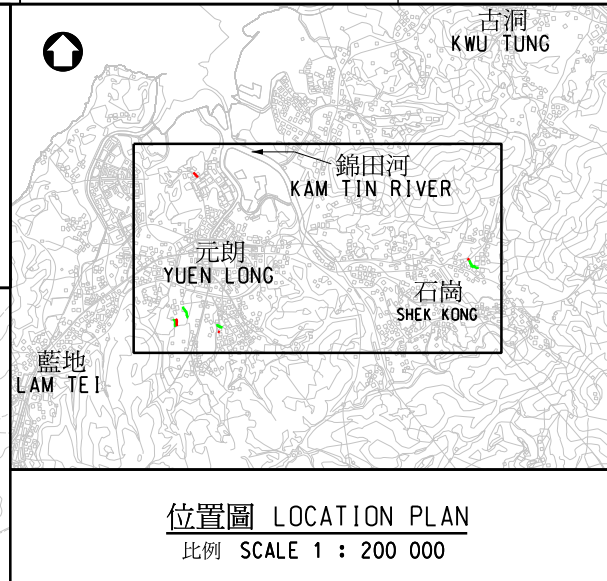 古洞
KWU TUNG
錦田河
KAM TIN RIVER
元朗
YUEN LONG
石崗
SHEK KONG
藍地
LAM TEI
位置圖 LOCATION PLAN
比例 SCALE 1 : 200 000